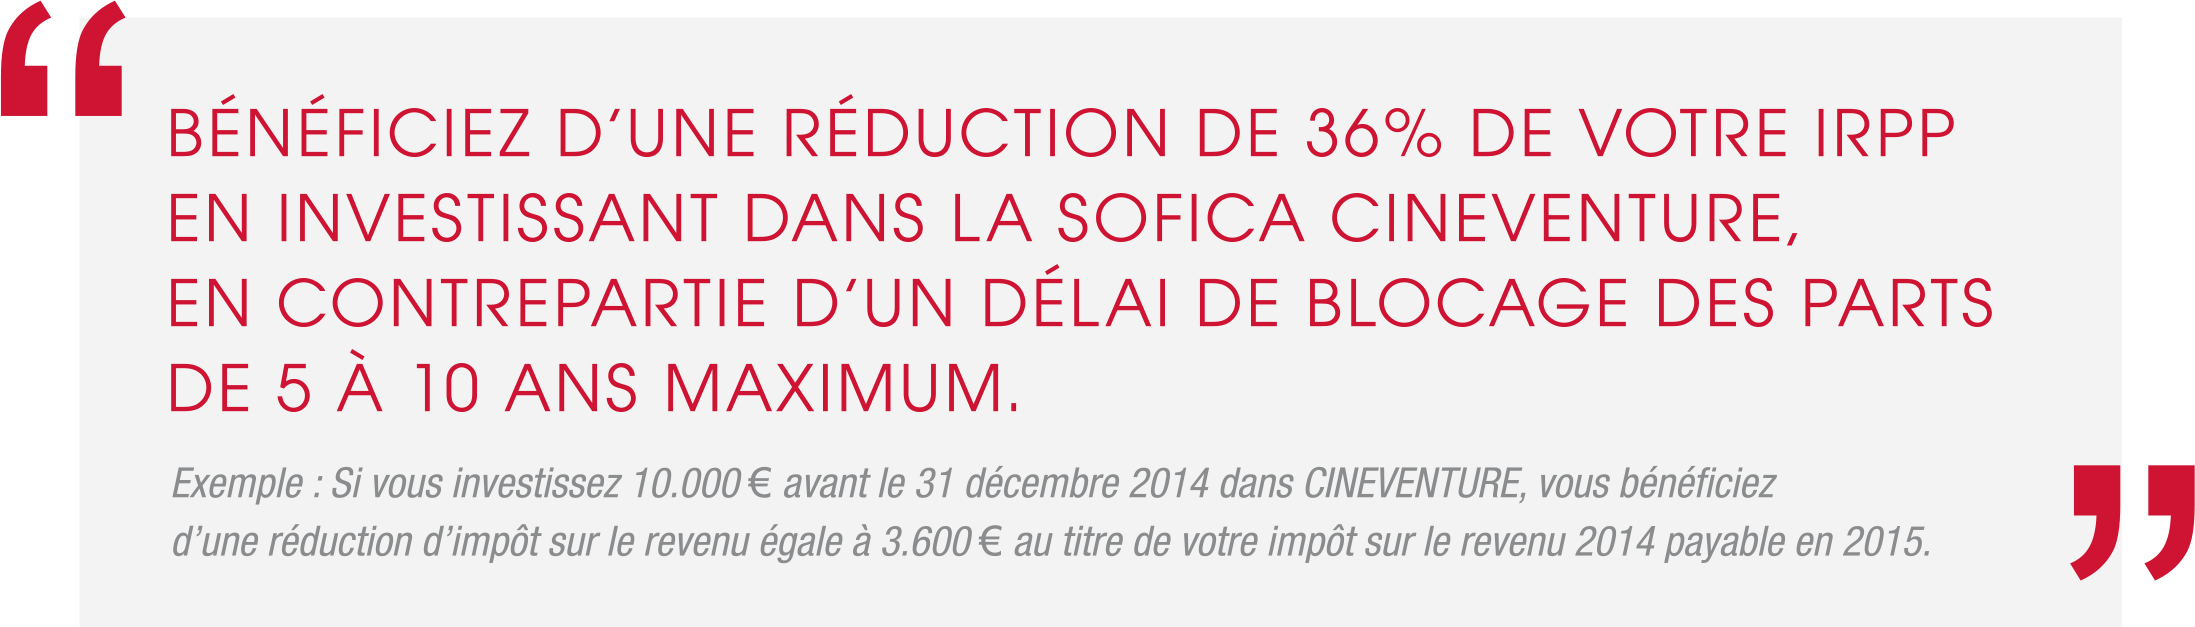 “
BÉNÉFICIEZ D‘UNE RÉDUCTION DE 36% DE VOTRE IRPP
EN INVESTISSANT DANS LA SOFICA CINEVENTURE,
EN CONTREPARTIE D‘UN DÉLAI DE BLOCAGE DES PARTS
DE 5 À 10 ANS MAXIMUM.
Exemple : Si vous investissez 10.000 € avant le 31 décembre 2014 dans CINEVENTURE, vous bénéficiez
d’une réduction d’impôt sur le revenu égale à 3.600 € au titre de votre impôt sur le revenu 2014 payable en 2015.
”